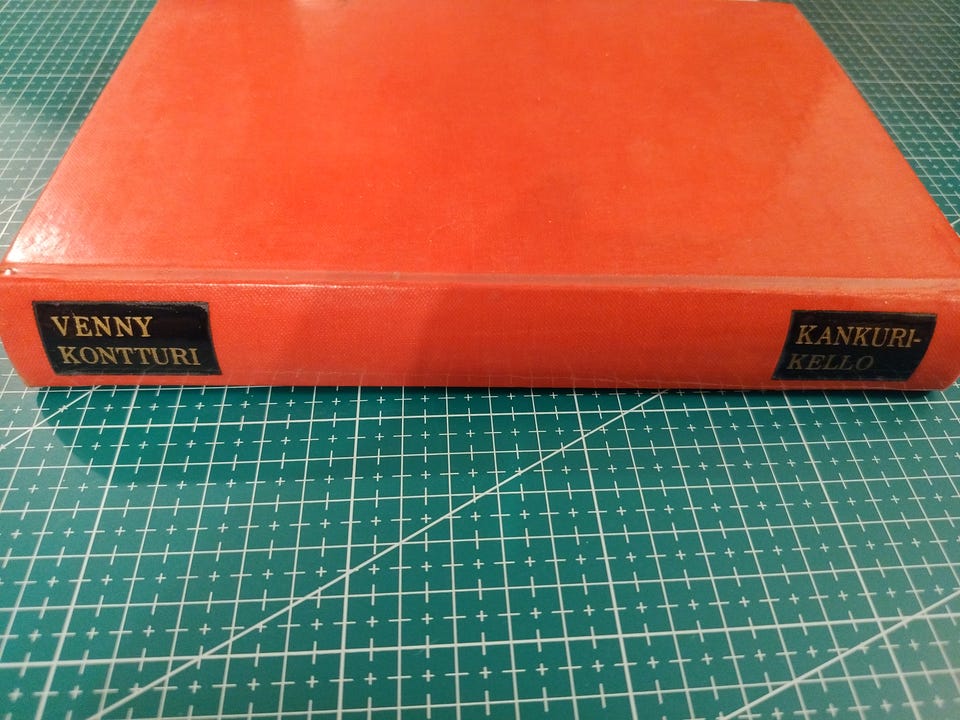 VENNY
KONTTURI
KANKURI-
KELLO